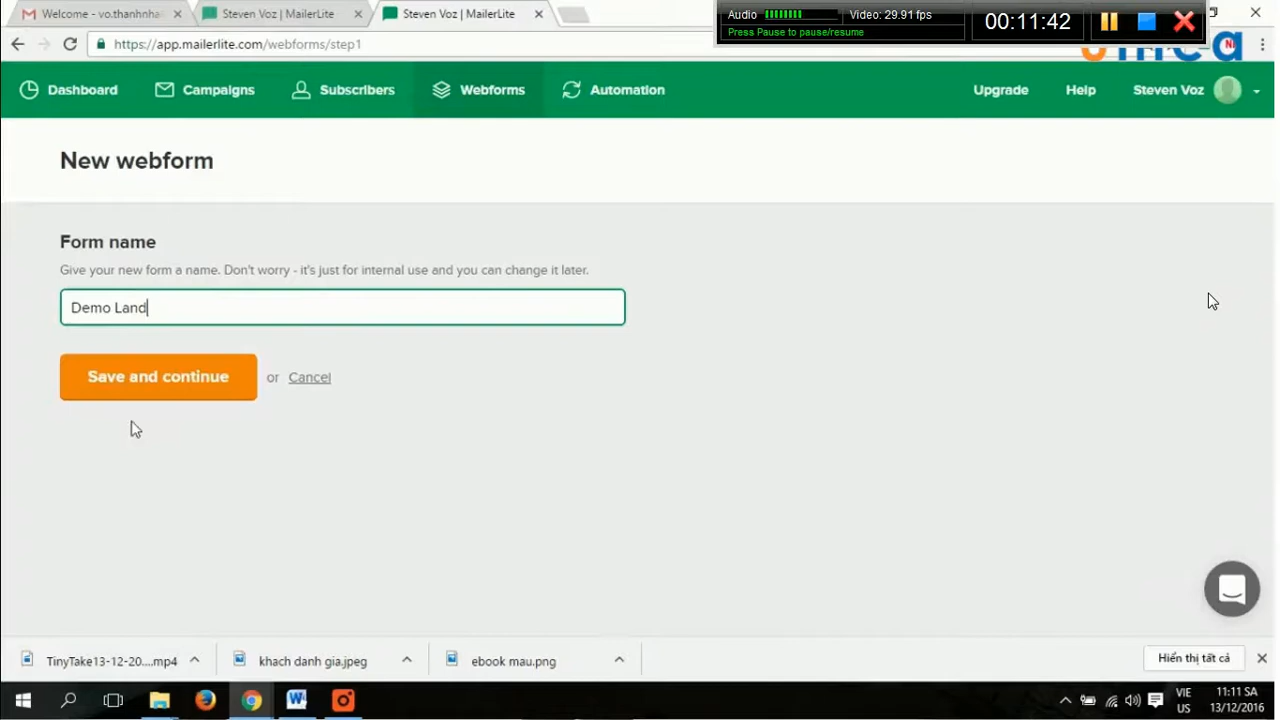 Welcome - vo.thanhnhai
Steven Voz | MailerLite
Steven Voz | MailerLite
Audio
Video: 29.91 fps
Press Pause to pause/resume
00:11:42
https://app.mailerlite.com/webforms/step1
Dashboard
Campaigns
Subscribers
Webforms
Automation
Upgrade
Help
Steven Voz
New webform
Form name
Give your new form a name. Don't worry - it's just for internal use and you can change it later.
Demo Land
Save and continue
or
Cancel
TinyTake13-12-20....mp4
khach danh gia.jpeg
ebook mau.png
Hiển thị tất cả
VIE
US
11:11 SA
13/12/2016